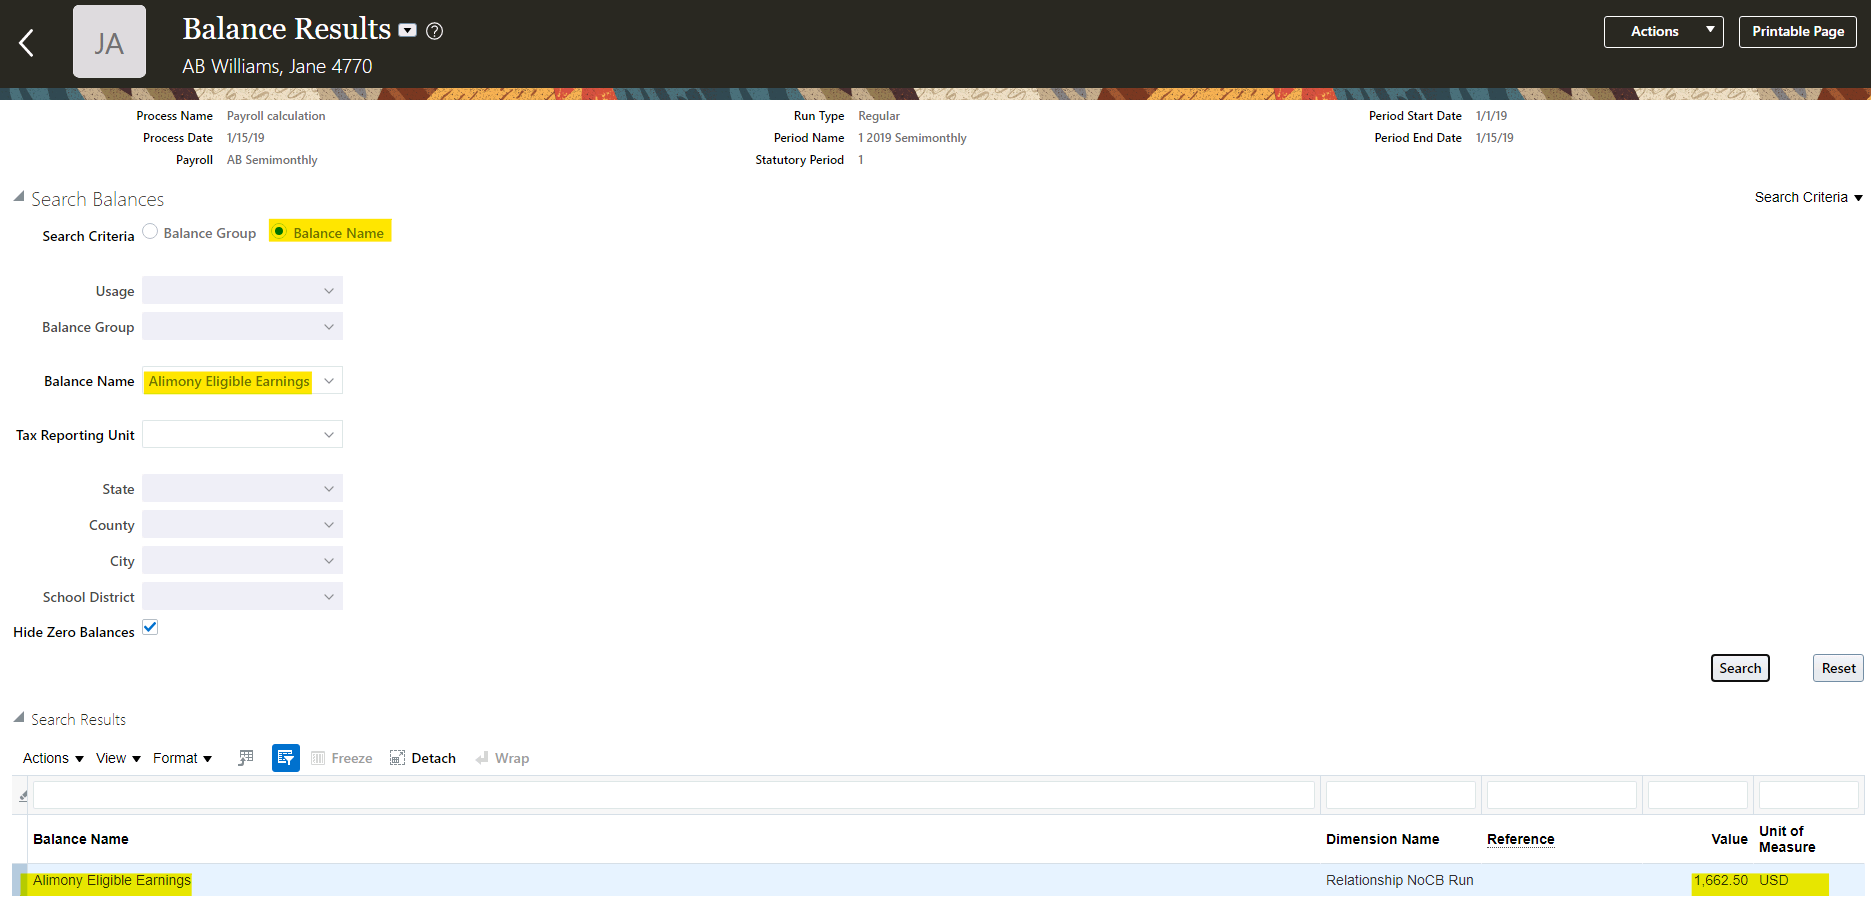 JA
Balance Results
AB Williams, Jane 4770
Actions
Printable Page
Process Name Payroll calculation
Process Date 1/15/19
Payroll AB Semimonthly
Run Type Regular
Period Name 1 2019 Semimonthly
Statutory Period 1
Period Start Date 1/1/19
Period End Date 1/15/19
Search Balances
Search Criteria
Search Criteria Balance Group Balance Name
Usage
Balance Group
Balance Name Alimony Eligible Earnings
Tax Reporting Unit
State
County
City
School District
Hide Zero Balances
Search Reset
Search Results
Actions View Format Freeze Detach Wrap
Balance Name Dimension Name Reference Value Unit of Measure
Alimony Eligible Earnings Relationship NoCB Run 1,662.50 USD